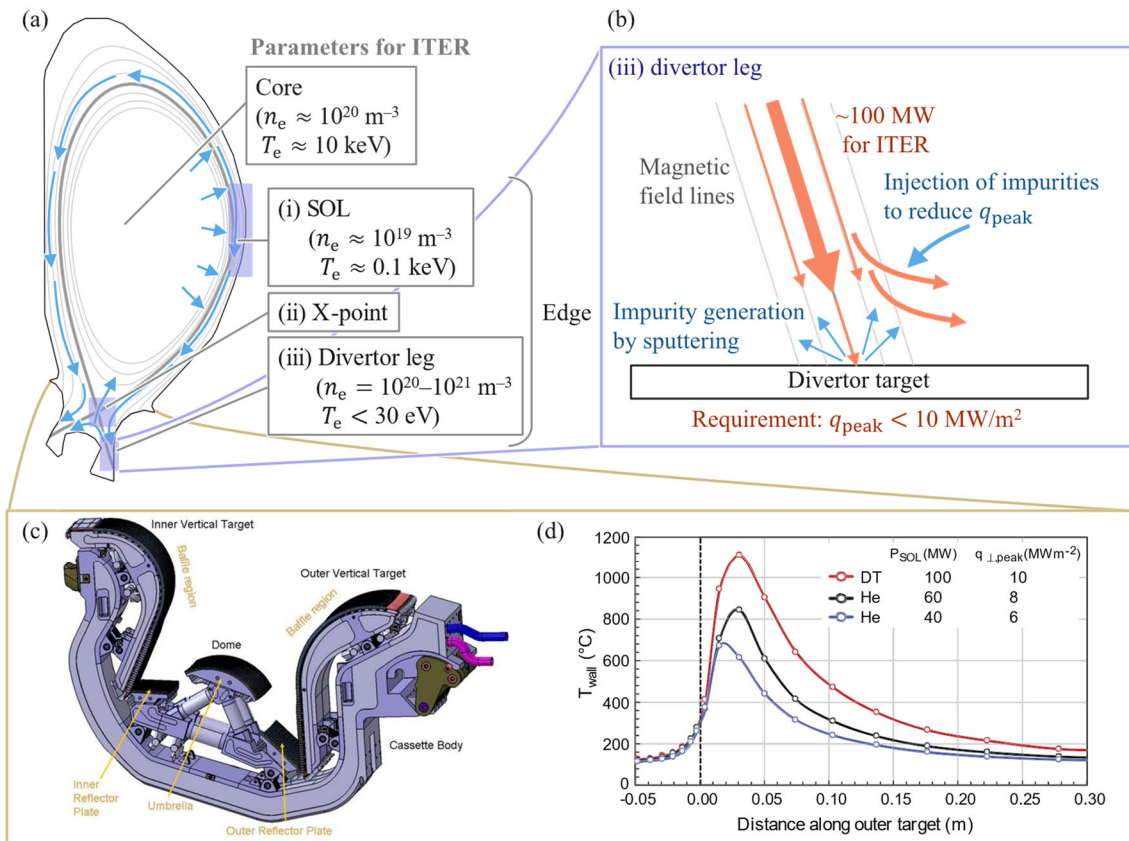 (a)
Parameters for ITER
Core
(nₑ ≈ 10²⁰ m⁻³
Tₑ ≈ 10 keV)
(i) SOL
(nₑ ≈ 10¹⁹ m⁻³
Tₑ ≈ 0.1 keV)
(ii) X-point
(iii) Divertor leg
(nₑ = 10²⁰–10²¹ m⁻³
Tₑ < 30 eV)
Edge
(b)
(iii) divertor leg
~100 MW
for ITER
Magnetic
field lines
Injection of impurities
to reduce q_peak
Impurity generation
by sputtering
Divertor target
Requirement: q_peak < 10 MW/m²
(c)
Inner Vertical Target
Baffle region
Outer Vertical Target
Baffle region
Dome
Cassette Body
Inner
Reflector
Plate
Umbrella
Outer Reflector Plate
(d)
P_SOL (MW) q_⊥,peak (MWm-2)
DT 100 10
He 60 8
He 40 6
T_wall (°C)
1200
1000
800
600
400
200
0
-0.05 0.00 0.05 0.10 0.15 0.20 0.25 0.30
Distance along outer target (m)